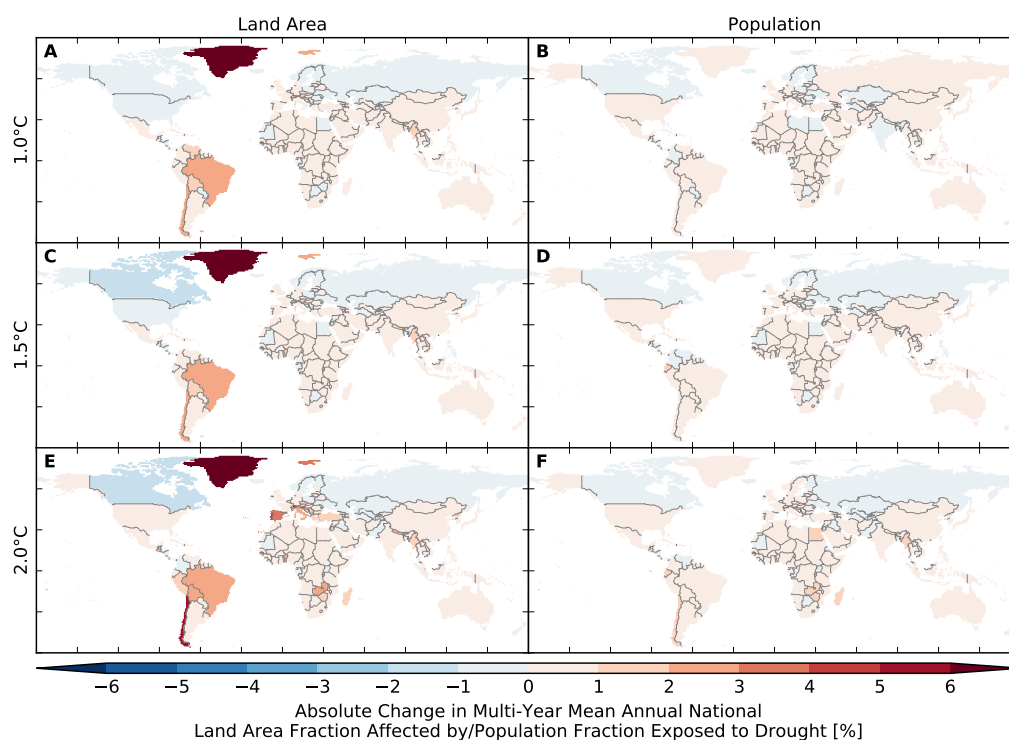 Land Area
Population
A
B
1.0°C
C
D
1.5°C
E
F
2.0°C
−6 −5 −4 −3 −2 −1 0 1 2 3 4 5 6
Absolute Change in Multi-Year Mean Annual National
Land Area Fraction Affected by/Population Fraction Exposed to Drought [%]